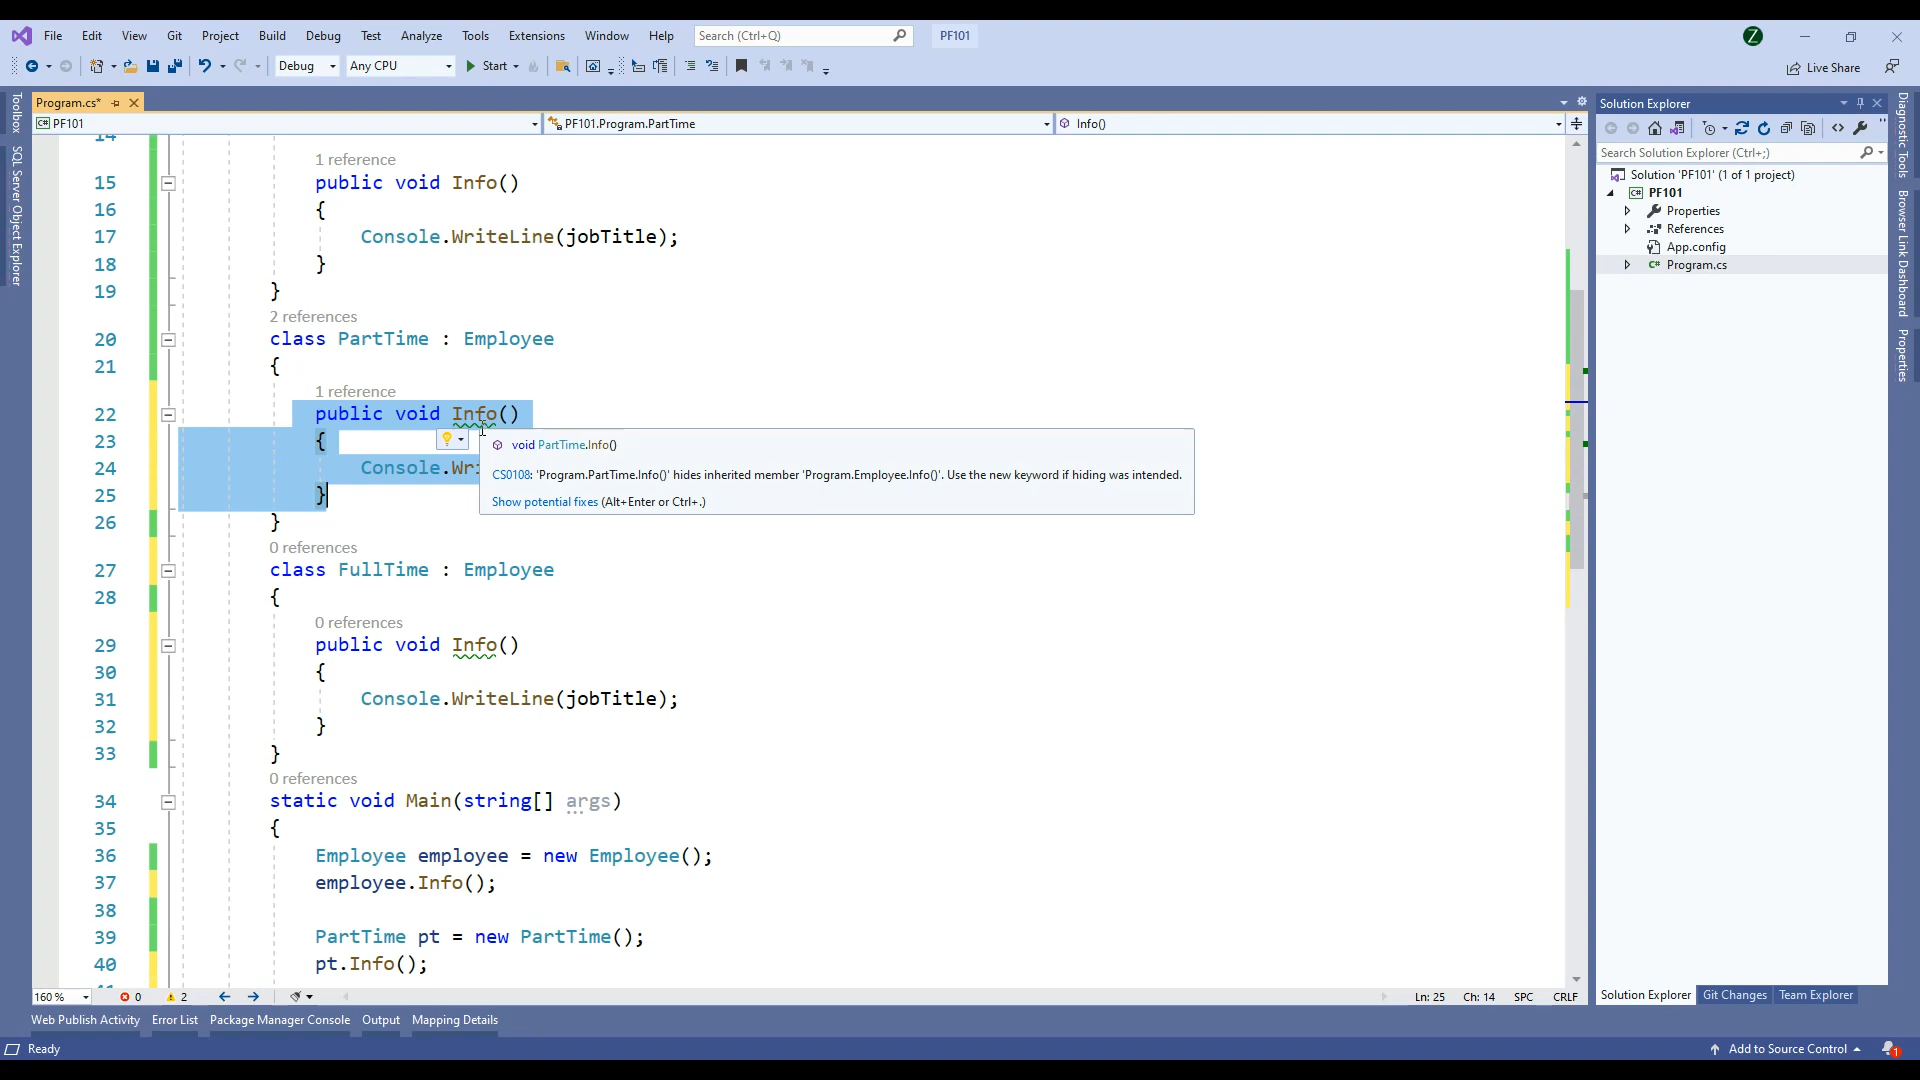 File Edit View Git Project Build Debug Test Analyze Tools Extensions Window Help Search (Ctrl+Q) PF101 Z
Debug Any CPU Start Live Share
Program.cs*
PF101 PF101.Program.PartTime Info()
Toolbox
SQL Server Object Explorer
14
1 reference
15 public void Info()
16 {
17 Console.WriteLine(jobTitle);
18 }
19 }
2 references
20 class PartTime : Employee
21 {
1 reference
22 public void Info()
23 {
24 Console.Wri
25 }
26 }
void PartTime.Info()
CS0108: 'Program.PartTime.Info()' hides inherited member 'Program.Employee.Info()'. Use the new keyword if hiding was intended.
Show potential fixes (Alt+Enter or Ctrl+.)
0 references
27 class FullTime : Employee
28 {
0 references
29 public void Info()
30 {
31 Console.WriteLine(jobTitle);
32 }
33 }
0 references
34 static void Main(string[] args)
35 {
36 Employee employee = new Employee();
37 employee.Info();
38
39 PartTime pt = new PartTime();
40 pt.Info();
160 % 0 2 Ln: 25 Ch: 14 SPC CRLF
Solution Explorer
Search Solution Explorer (Ctrl+;)
Solution 'PF101' (1 of 1 project)
C# PF101
Properties
References
App.config
C# Program.cs
Solution Explorer Git Changes Team Explorer
Diagnostic Tools
Browser Link Dashboard
Properties
Web Publish Activity Error List Package Manager Console Output Mapping Details
Ready Add to Source Control 1